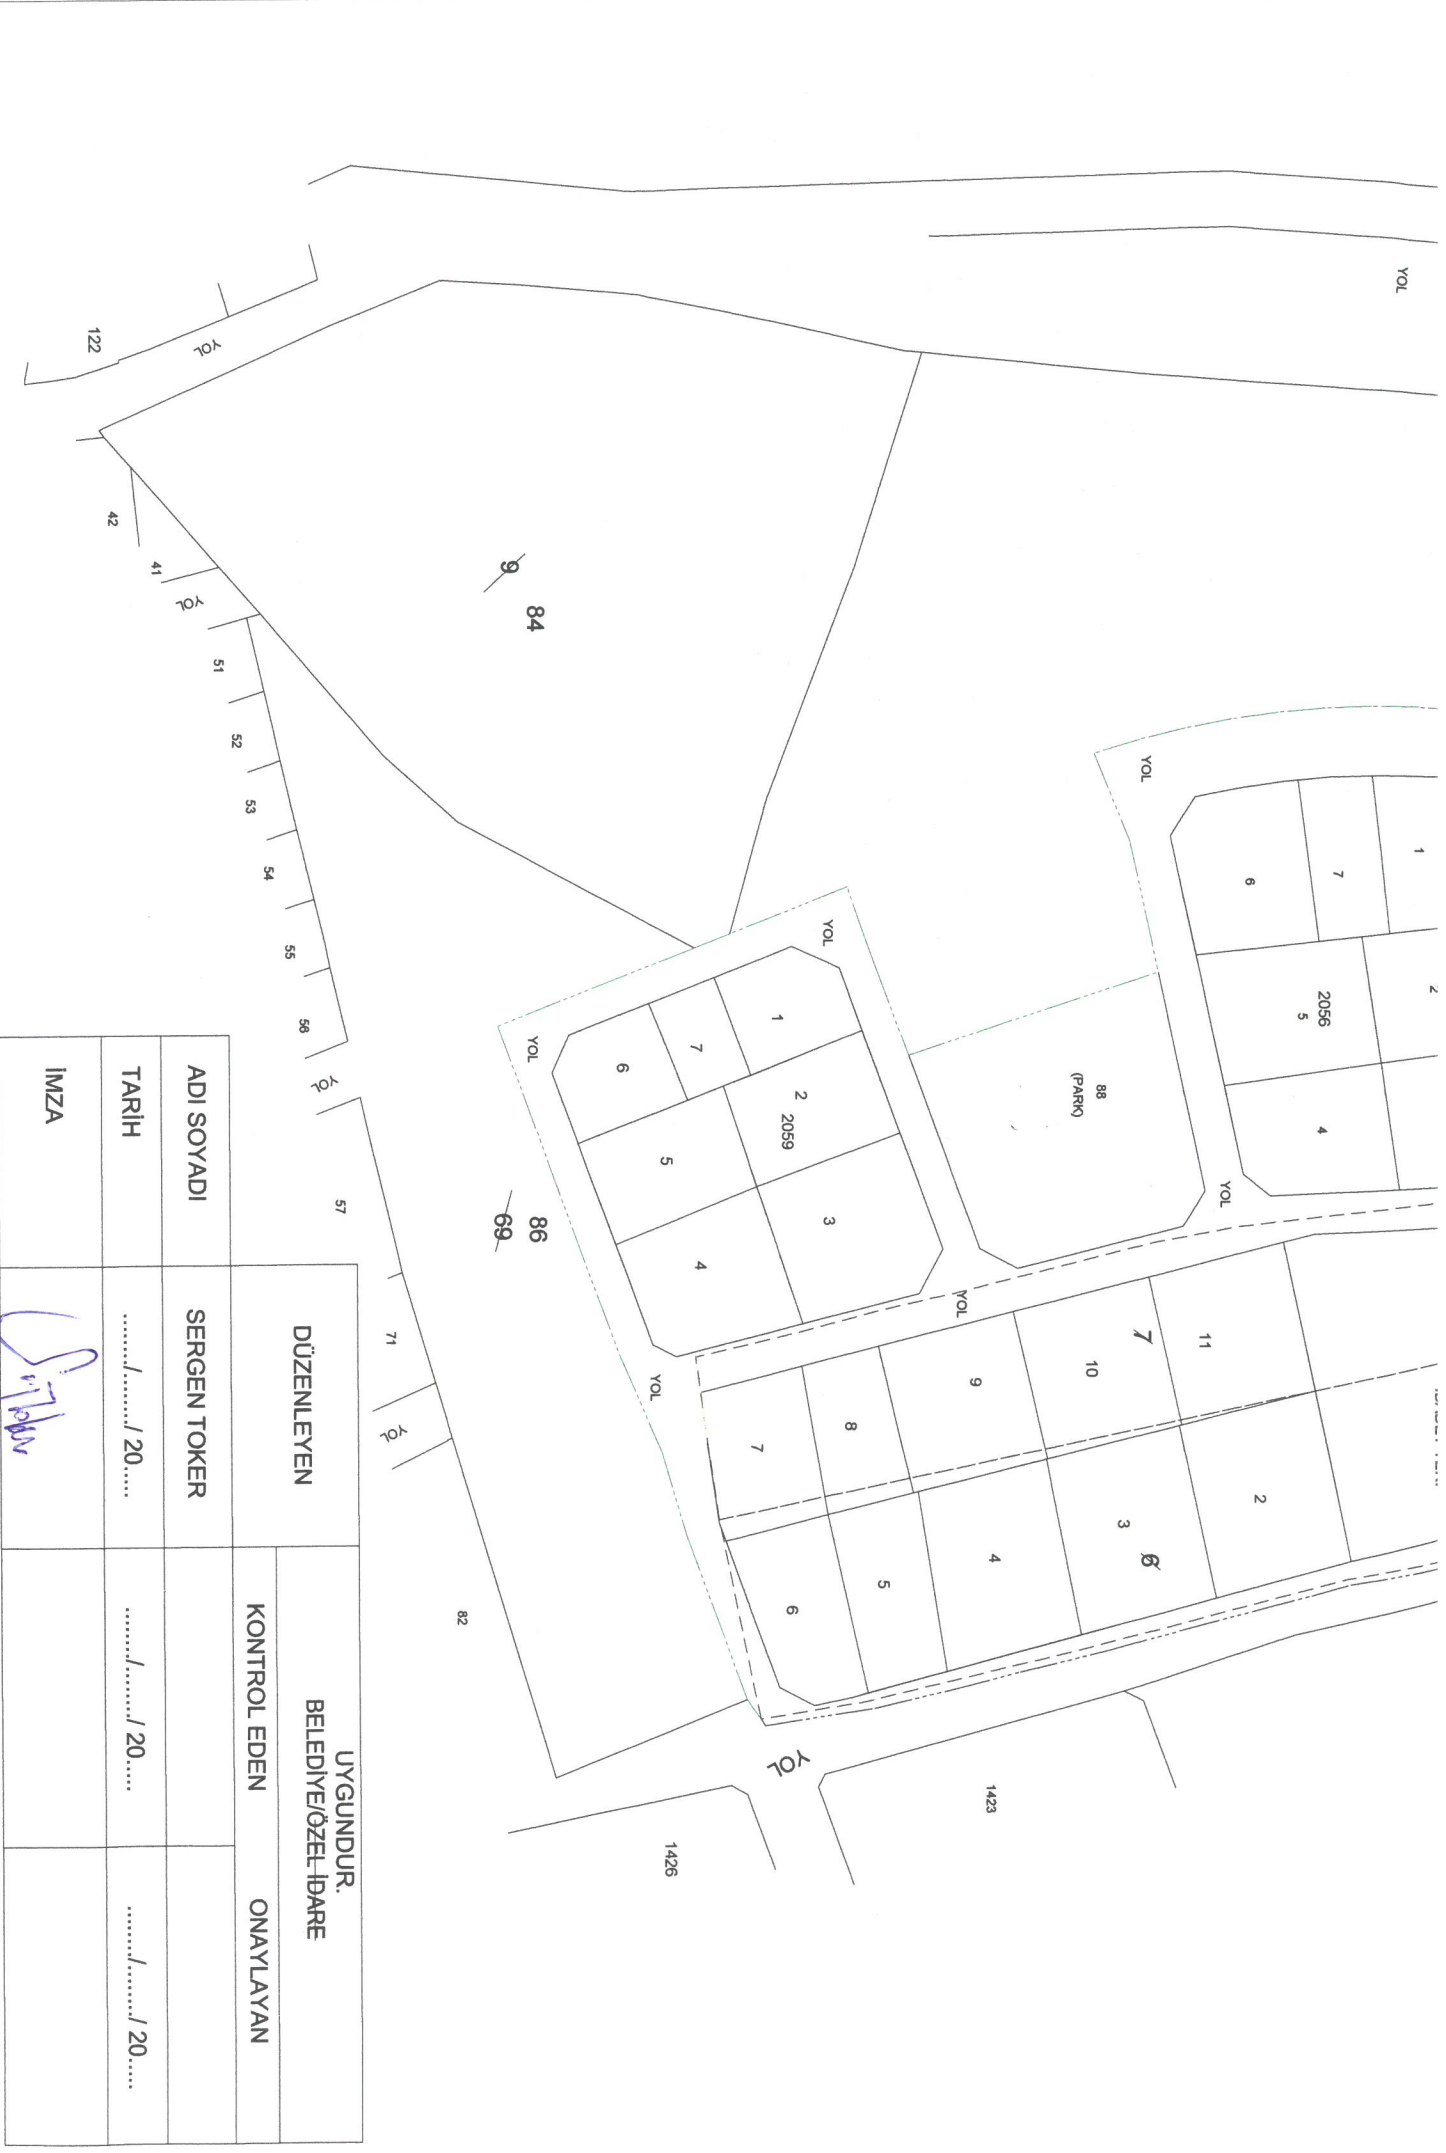 YOL
YOL
122
42
41
YOL
9
84
51
52
53
54
55
56
YOL
57
71
YOL
82
YOL
1
7
6
2
2056
5
4
YOL
88
(PARK)
YOL
YOL
1
7
6
2
2059
5
3
4
86
69
YOL
YOL
YOL
11
7
10
9
8
7
2
3
6
4
5
6
YOL
1423
1426
UYGUNDUR.
DÜZENLEYEN
BELEDİYE/ÖZEL İDARE
KONTROL EDEN
ONAYLAYAN
ADI SOYADI
SERGEN TOKER
TARİH
......./......../ 20.....
......./......../ 20.....
......./......../ 20.....
İMZA